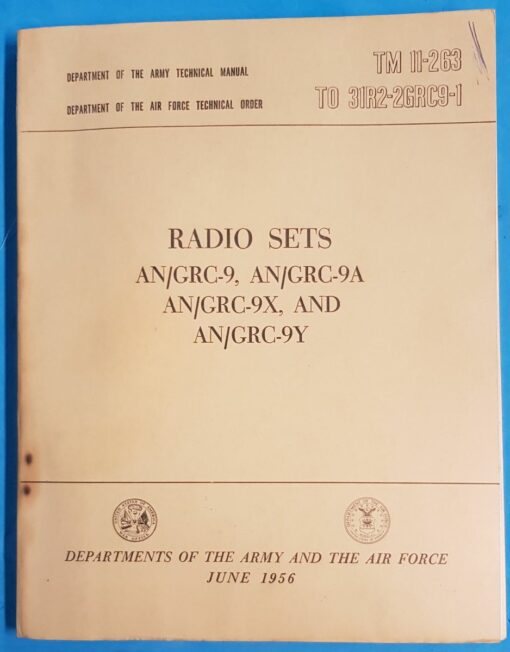 DEPARTMENT OF THE ARMY TECHNICAL MANUAL
TM 11-263
DEPARTMENT OF THE AIR FORCE TECHNICAL ORDER
TO 31R2-2GRC9-1
RADIO SETS
AN/GRC-9, AN/GRC-9A
AN/GRC-9X, AND
AN/GRC-9Y
DEPARTMENTS OF THE ARMY AND THE AIR FORCE
JUNE 1956